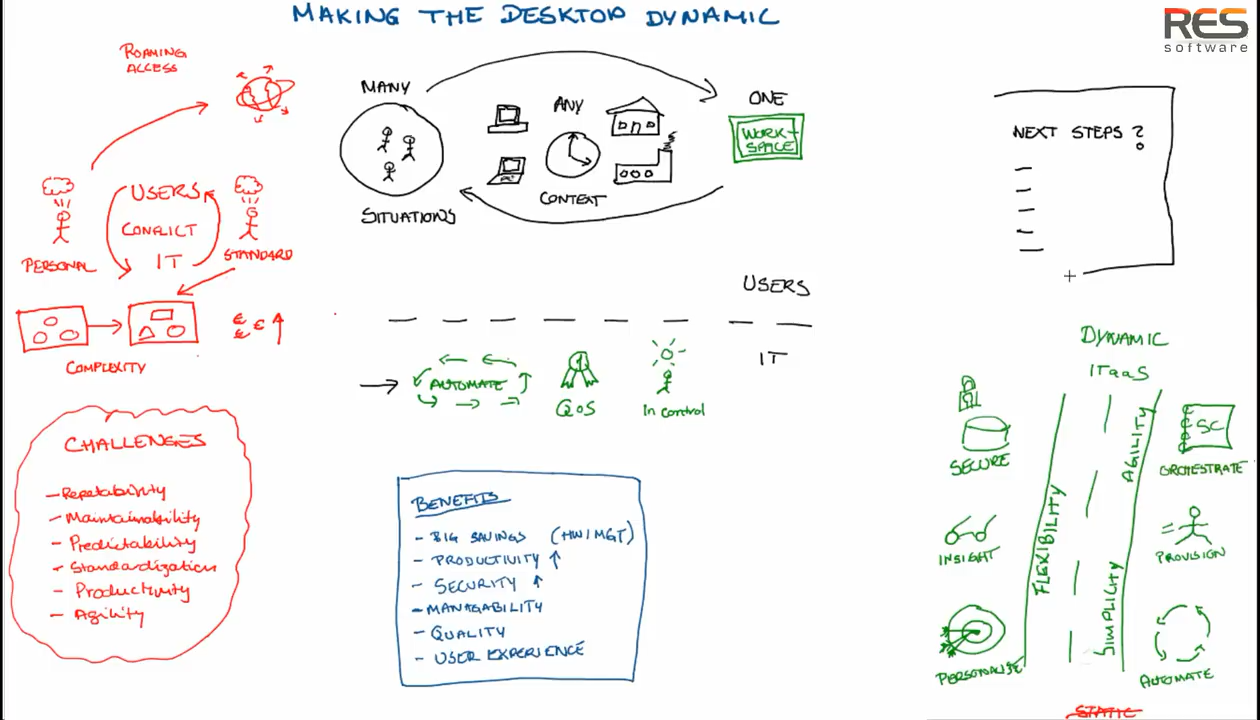 MAKING THE DESKTOP DYNAMIC
RES
software
ROAMING
ACCESS
USERS
CONFLICT
IT
PERSONAL
STANDARD
€ € €
COMPLEXITY
CHALLENGES
- Repetability
- Maintainability
- Predictability
- Standardization
- Productivity
- Agility
MANY
SITUATIONS
ANY
CONTENT
ONE
WORK-
SPACE
USERS
IT
AUTOMATE
QoS
In control
BENEFITS
- BIG SAVINGS (HW/MGT)
- PRODUCTIVITY ↑
- SECURITY ↑
- MANAGABILITY
- QUALITY
- USER EXPERIENCE
NEXT STEPS ?
DYNAMIC
ITaaS
SECURE
INSIGHT
PERSONALISE
FLEXIBILITY
AGILITY
SIMPLICITY
SC
ORCHESTRATE
PROVISION
AUTOMATE
STATIC